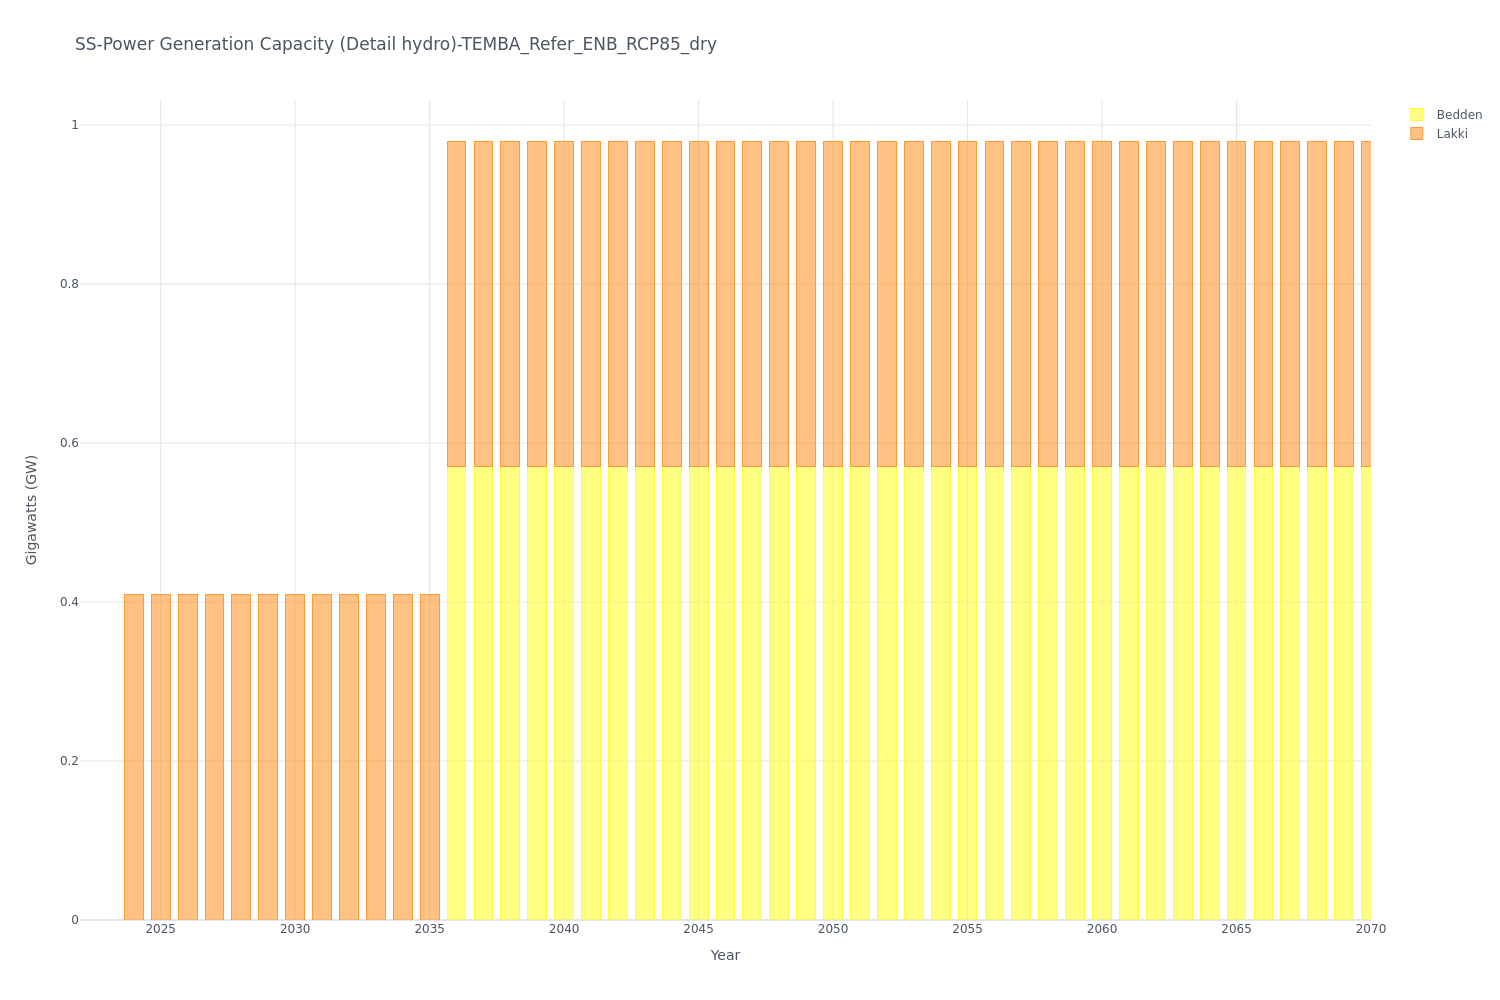 SS-Power Generation Capacity (Detail hydro)-TEMBA_Refer_ENB_RCP85_dry
Bedden
Lakki
Gigawatts (GW)
1
0.8
0.6
0.4
0.2
0
2025 2030 2035 2040 2045 2050 2055 2060 2065 2070
Year